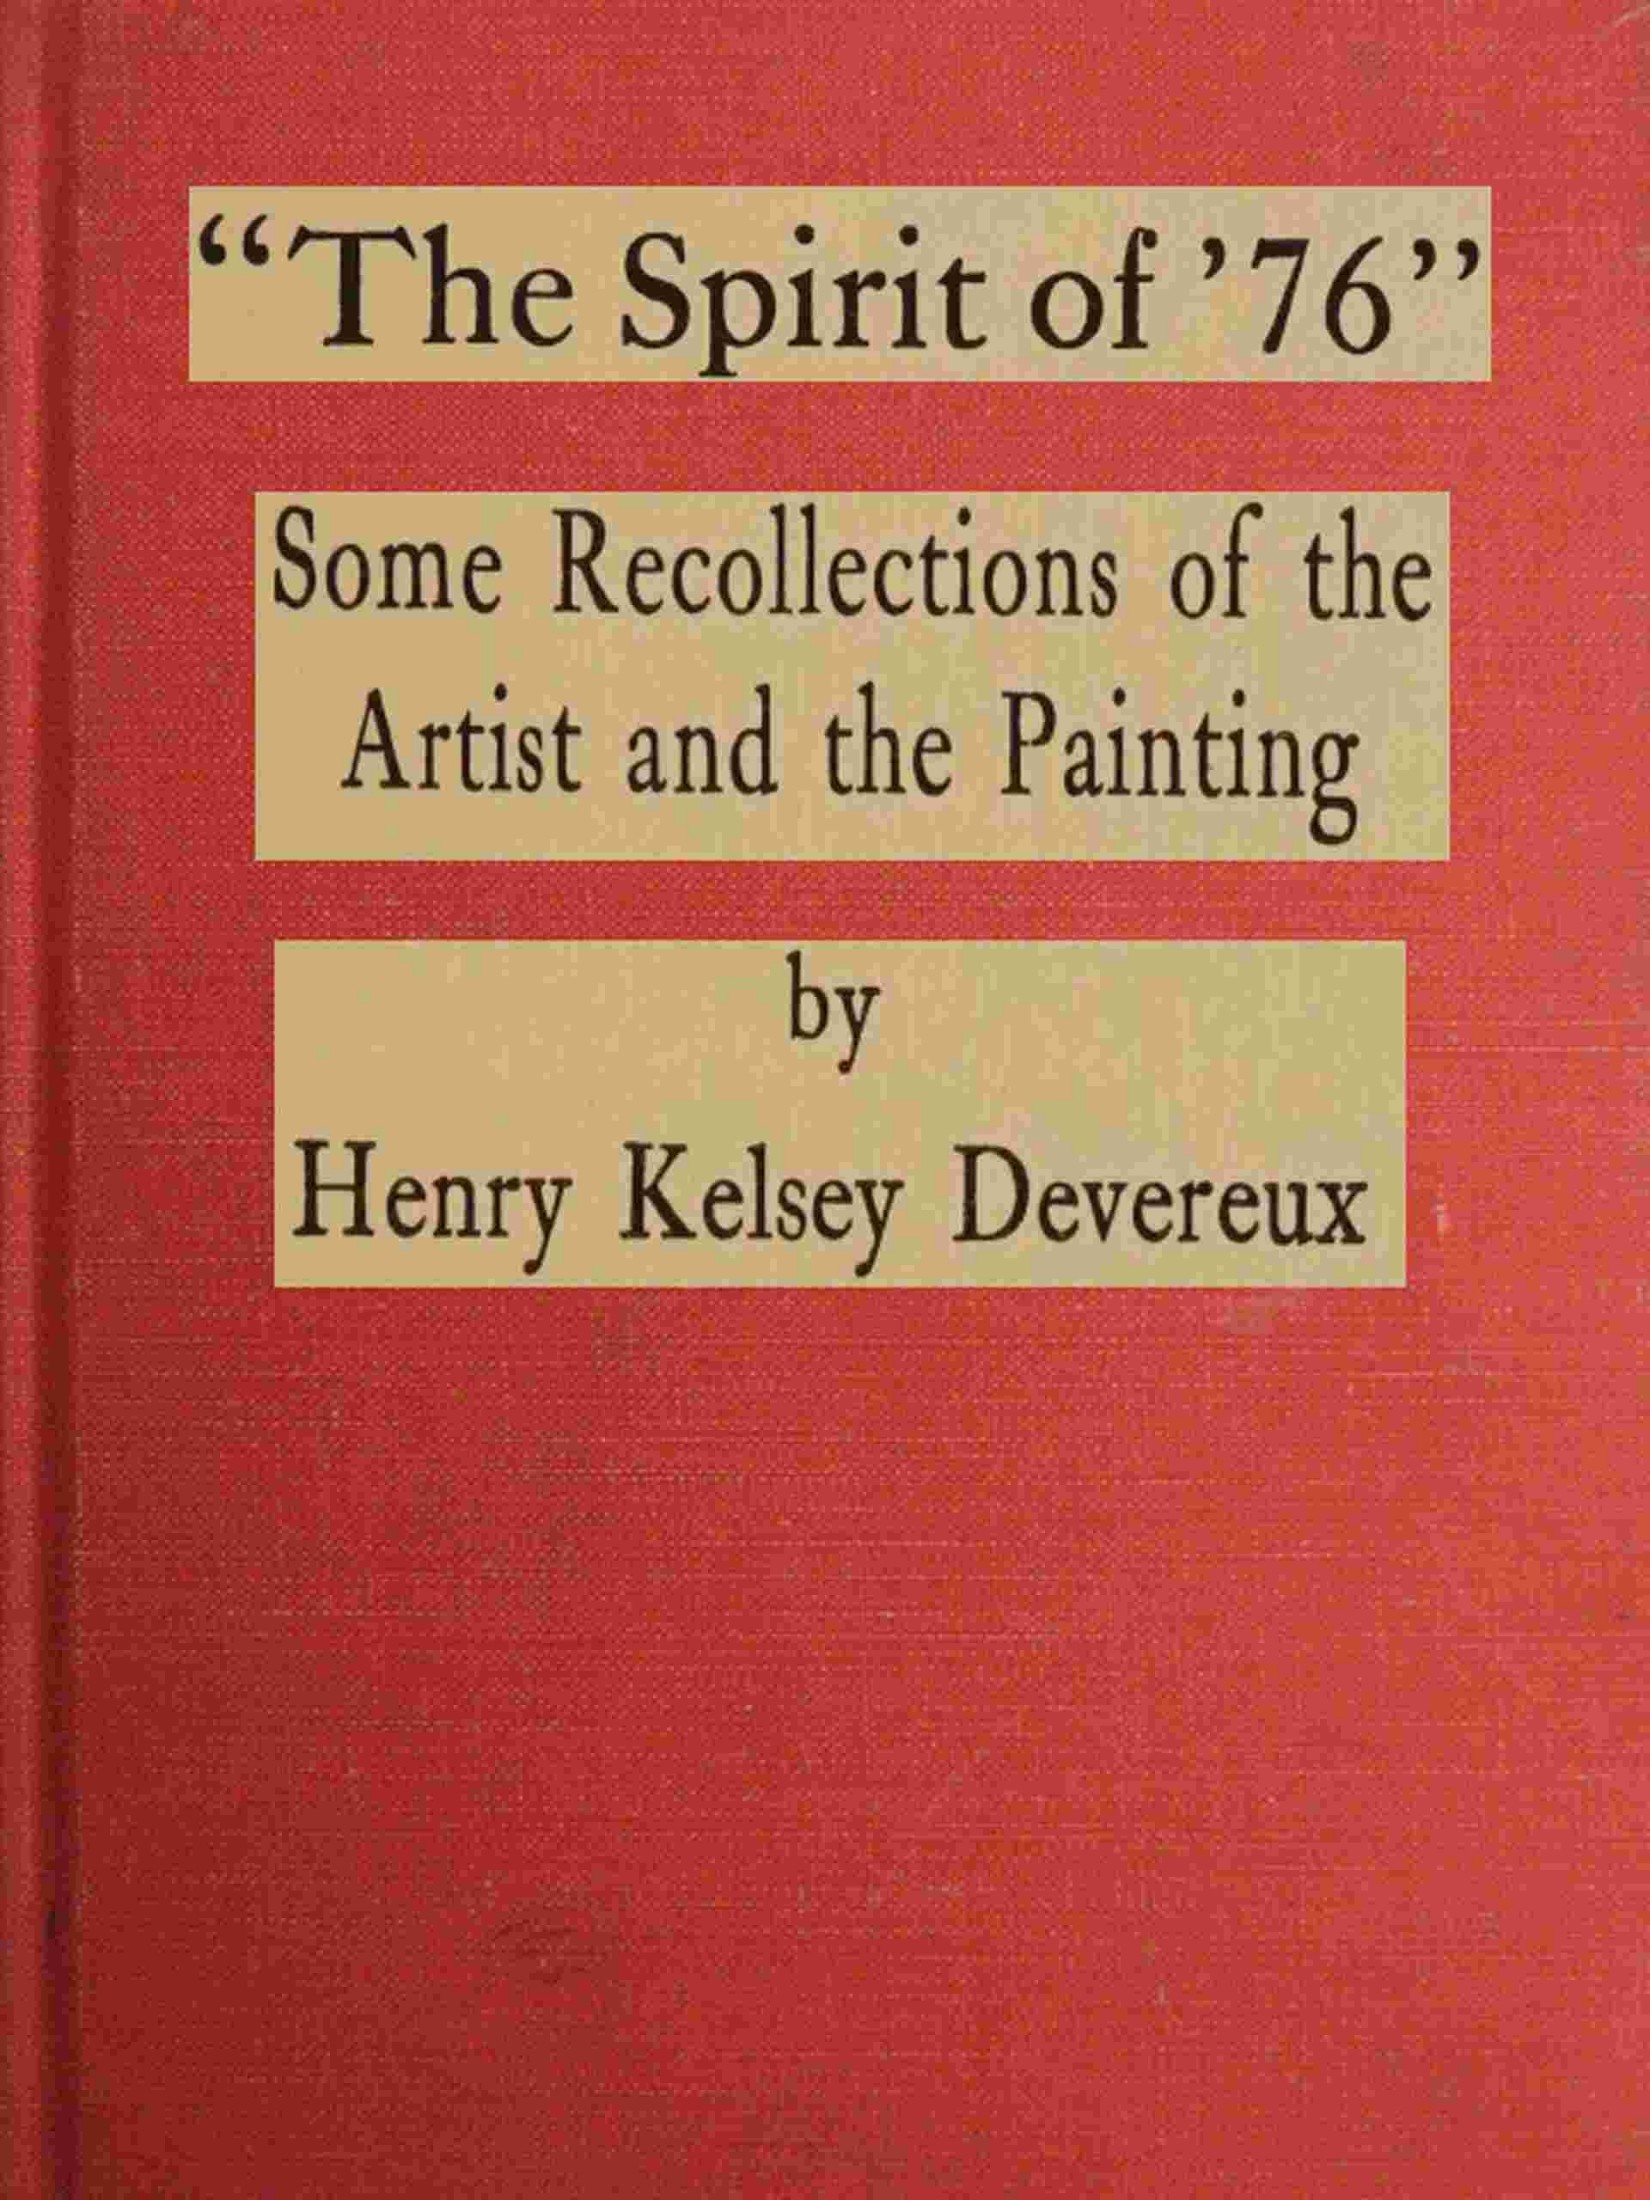 “The Spirit of ’76”
Some Recollections of the
Artist and the Painting
by
Henry Kelsey Devereux